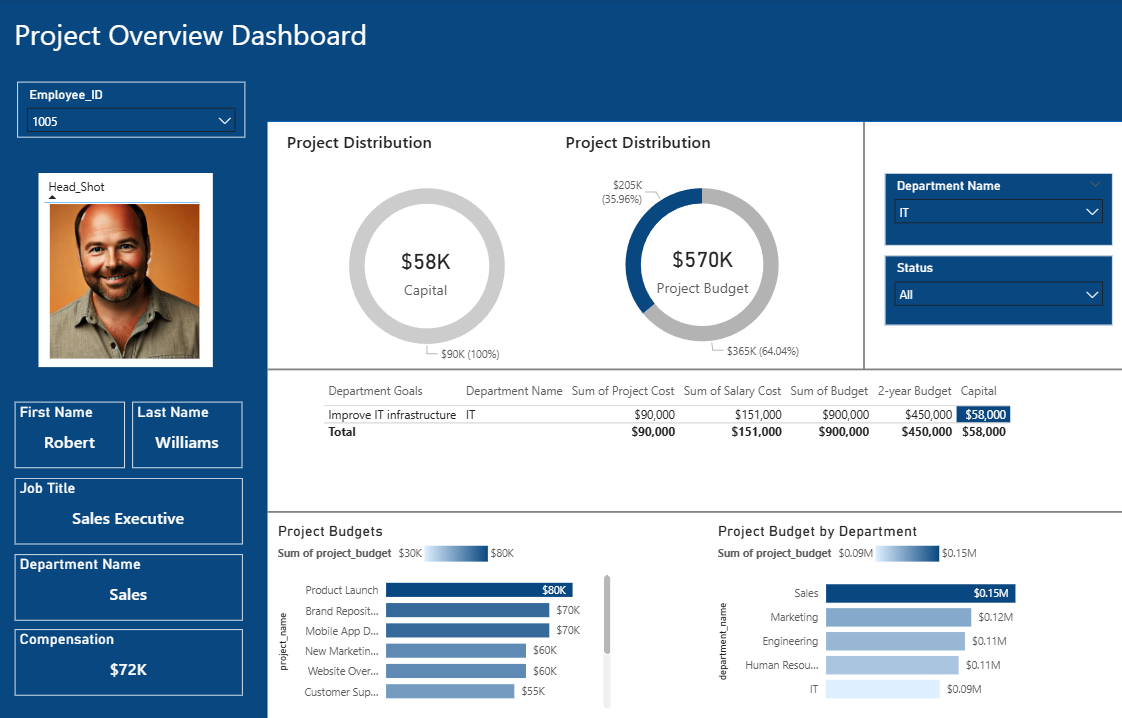 Project Overview Dashboard
Employee_ID
1005
Head_Shot
First Name
Robert
Last Name
Williams
Job Title
Sales Executive
Department Name
Sales
Compensation
$72K
Project Distribution
$58K
Capital
$90K (100%)
Project Distribution
$205K
(35.96%)
$570K
Project Budget
$365K (64.04%)
Department Name
IT
Status
All
Department Goals Department Name Sum of Project Cost Sum of Salary Cost Sum of Budget 2-year Budget Capital
Improve IT infrastructure IT $90,000 $151,000 $900,000 $450,000 $58,000
Total $90,000 $151,000 $900,000 $450,000 $58,000
Project Budgets
Sum of project_budget $30K $80K
project_name
Product Launch $80K
Brand Reposit... $70K
Mobile App D... $70K
New Marketin... $60K
Website Over... $60K
Customer Sup... $55K
Project Budget by Department
Sum of project_budget $0.09M $0.15M
department_name
Sales $0.15M
Marketing $0.12M
Engineering $0.11M
Human Resou... $0.11M
IT $0.09M